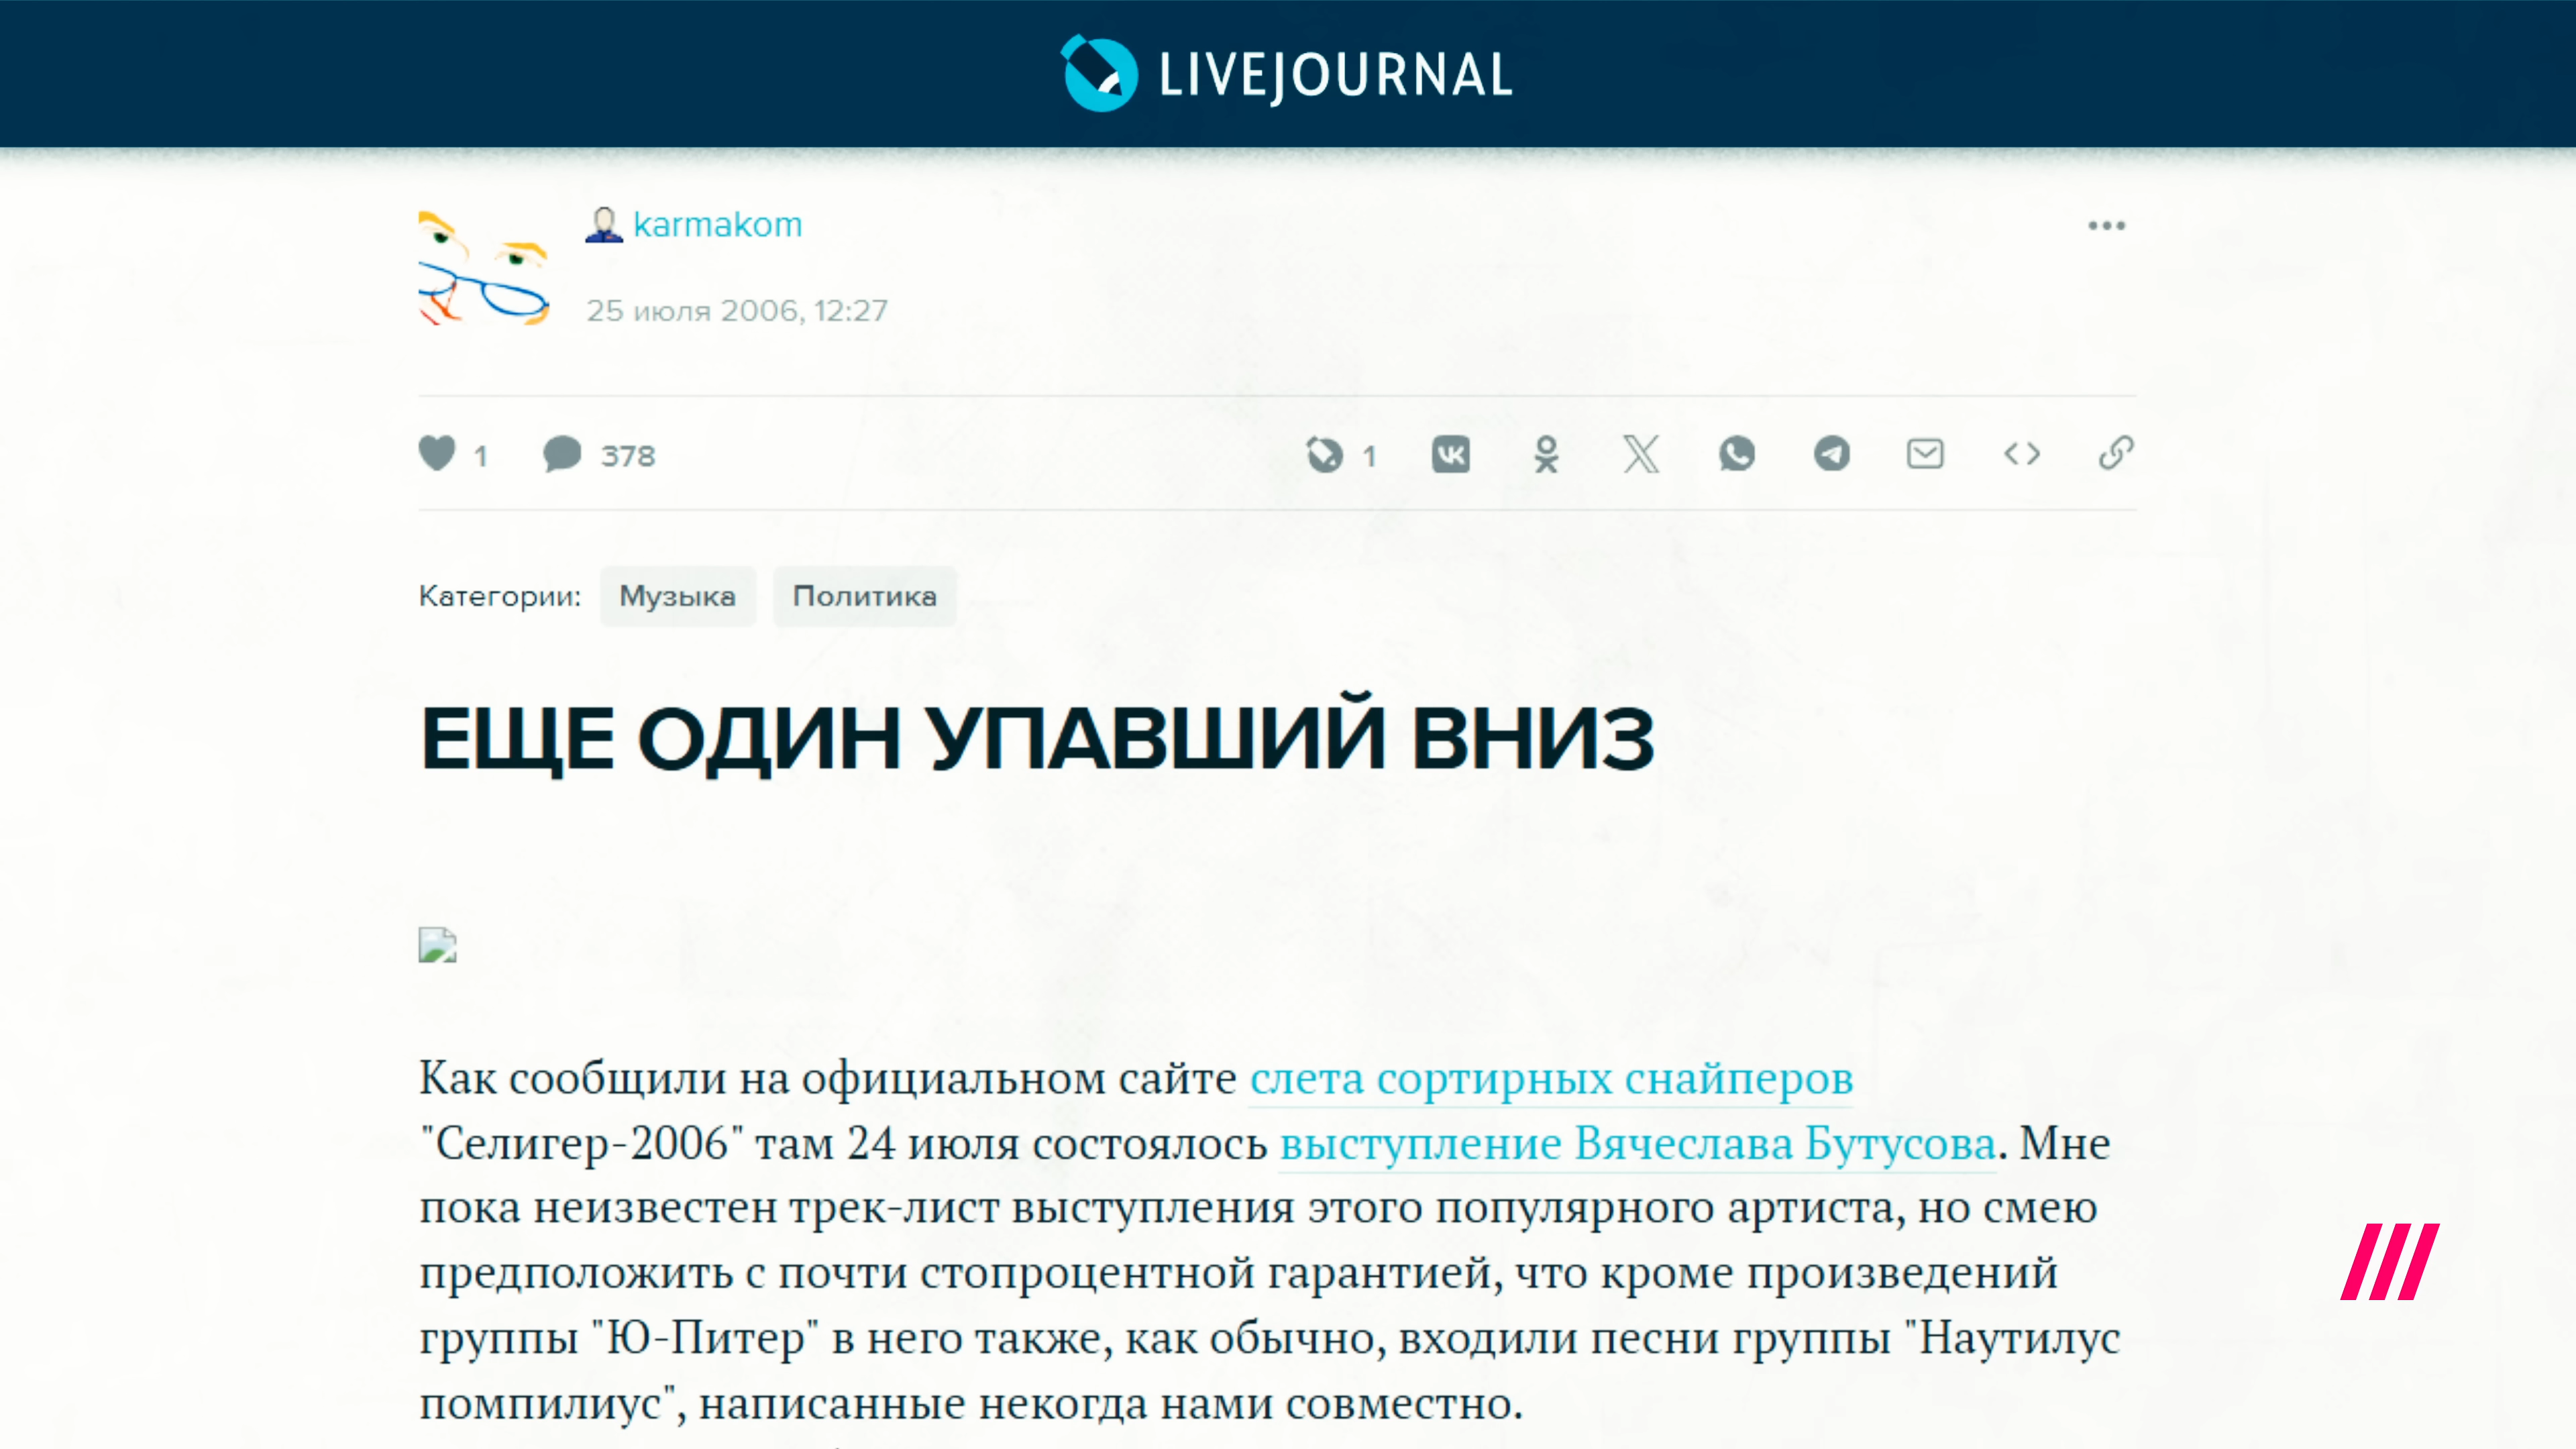 LIVEJOURNAL
karmakom
25 июля 2006, 12:27
1 378 1
Категории: Музыка Политика
ЕЩЕ ОДИН УПАВШИЙ ВНИЗ
Как сообщили на официальном сайте слета сортирных снайперов
"Селигер-2006" там 24 июля состоялось выступление Вячеслава Бутусова. Мне
пока неизвестен трек-лист выступления этого популярного артиста, но смею
предположить с почти стопроцентной гарантией, что кроме произведений
группы "Ю-Питер" в него также, как обычно, входили песни группы "Наутилус
помпилиус", написанные некогда нами совместно.